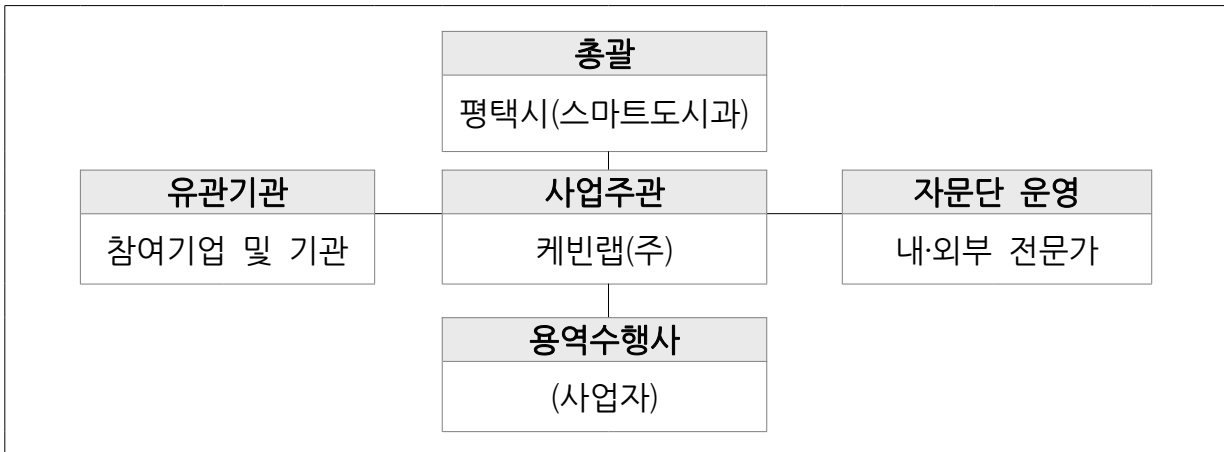 총괄
평택시(스마트도시과)
유관기관
참여기업 및 기관
사업주관
케빈랩(주)
자문단 운영
내·외부 전문가
용역수행사
(사업자)